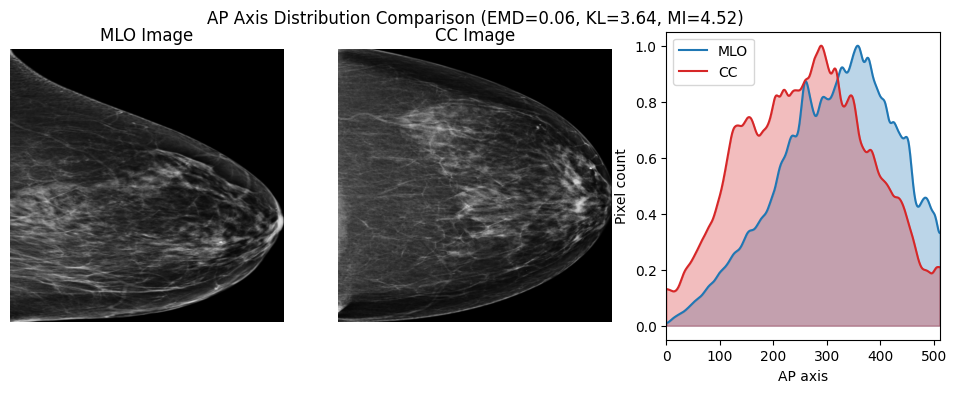 AP Axis Distribution Comparison (EMD=0.06, KL=3.64, MI=4.52)
MLO Image
CC Image
MLO
CC
1.0
0.8
0.6
0.4
0.2
0.0
Pixel count
0 100 200 300 400 500
AP axis